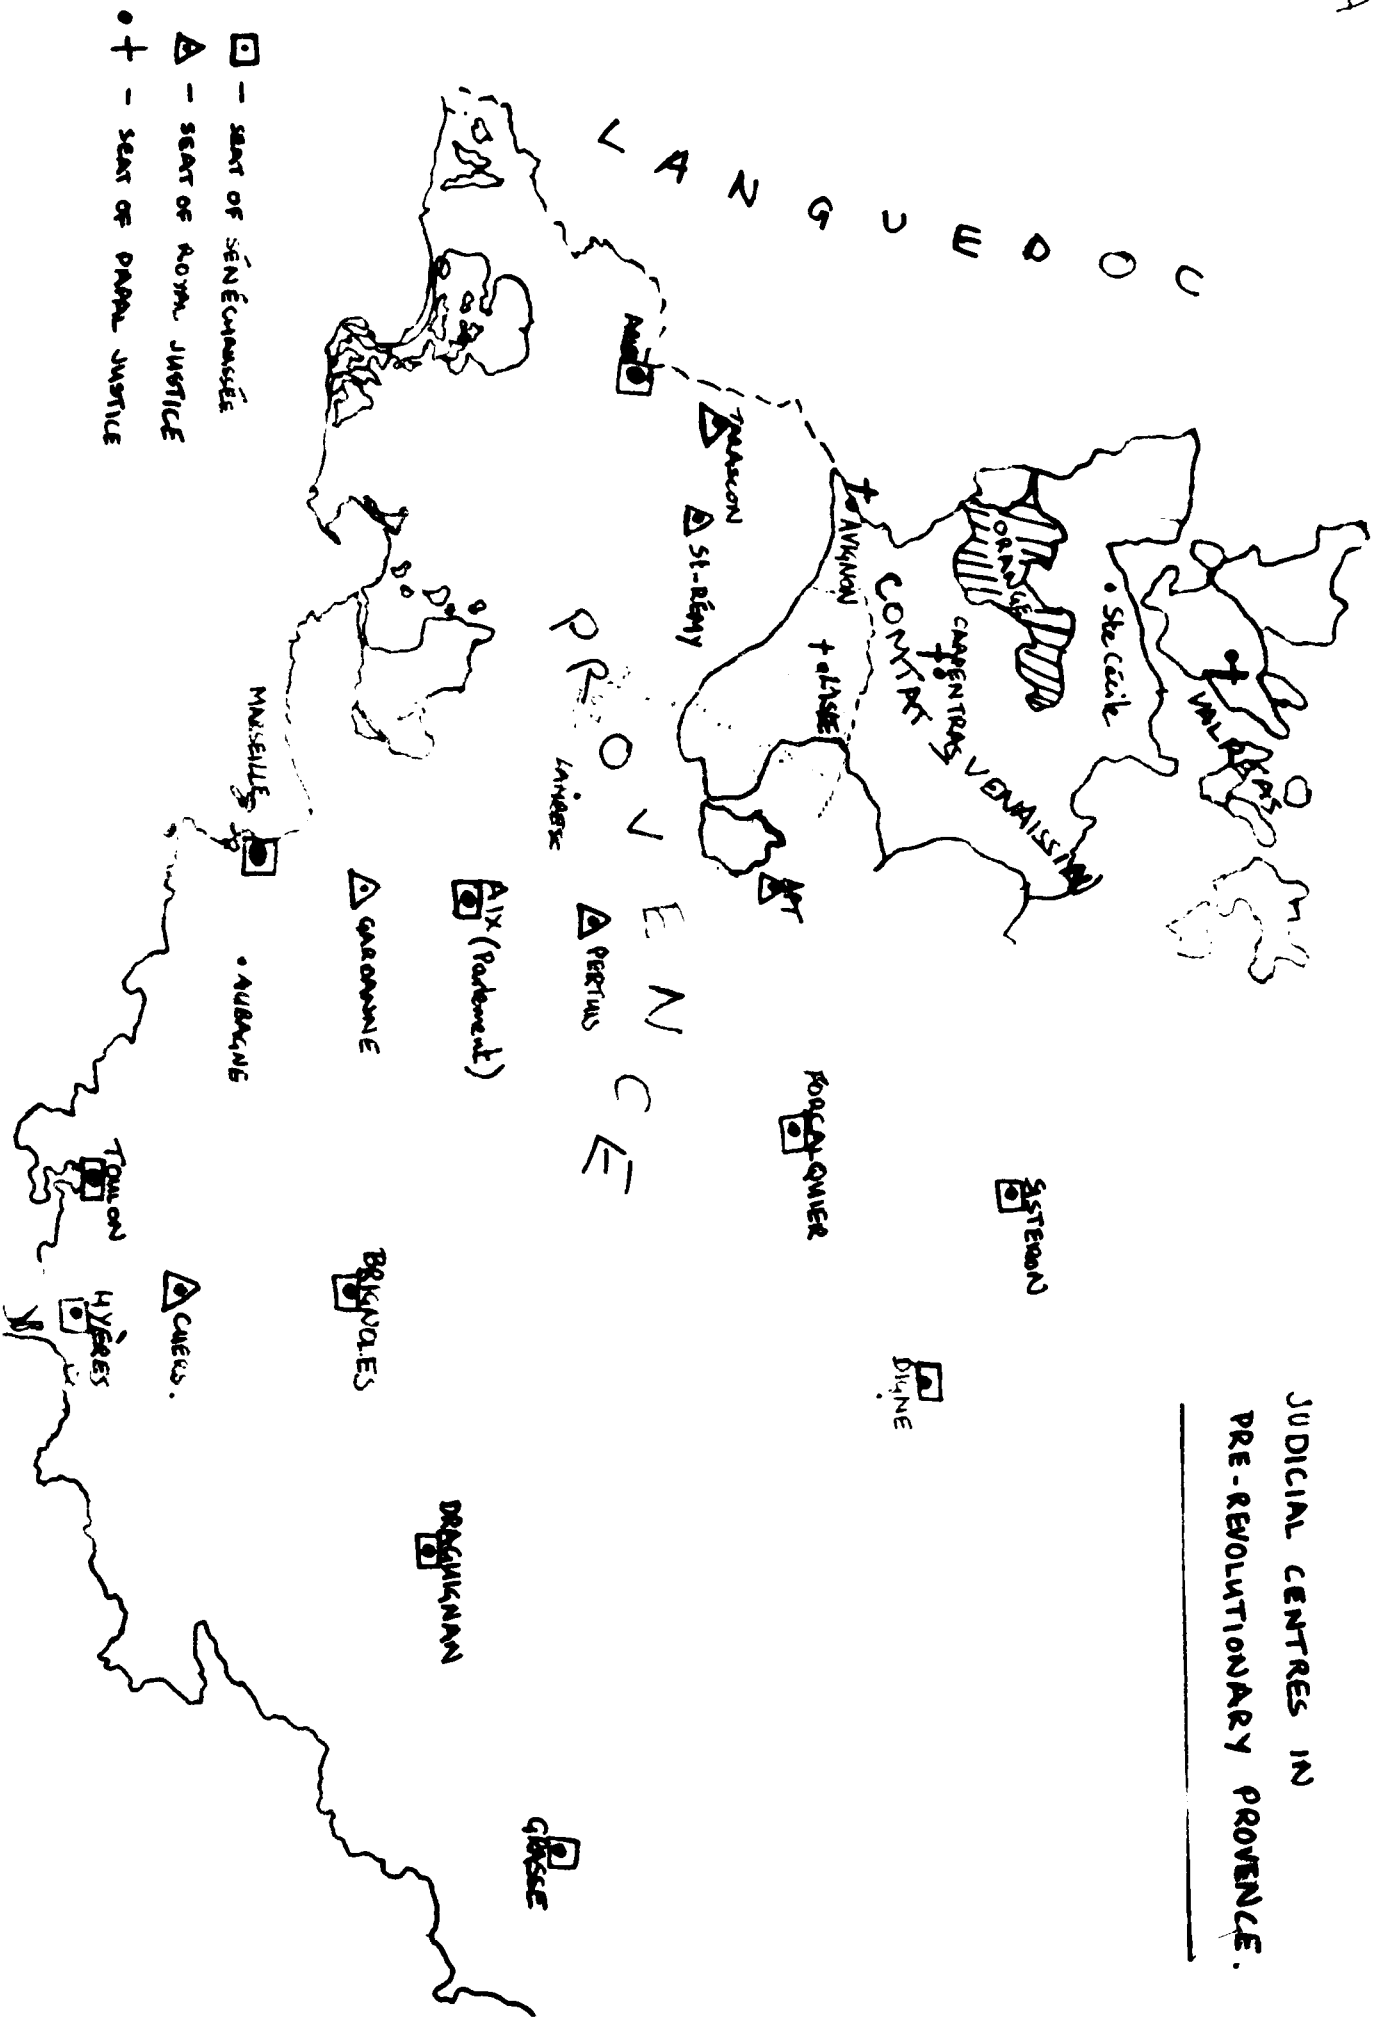 JUDICIAL CENTRES IN
PRE-REVOLUTIONARY PROVENCE.
LANGUEDOC
VALRÉAS
Ste Cécile
ORANGE
CARPENTRAS
COMTAT VENAISSIN
AVIGNON
L'ISLE
TARASCON
St-RÉMY
APT
SISTERON
DIGNE
FORCALQUIER
PROVENCE
PERTUIS
AIX (Parlement)
GARDANNE
MARSEILLE
AUBAGNE
BRIGNOLES
DRAGUIGNAN
GRASSE
CUERS.
TOULON
HYÈRES
- SEAT OF SÉNÉCHAUSSÉE
- SEAT OF ROYAL JUSTICE
- SEAT OF PAPAL JUSTICE